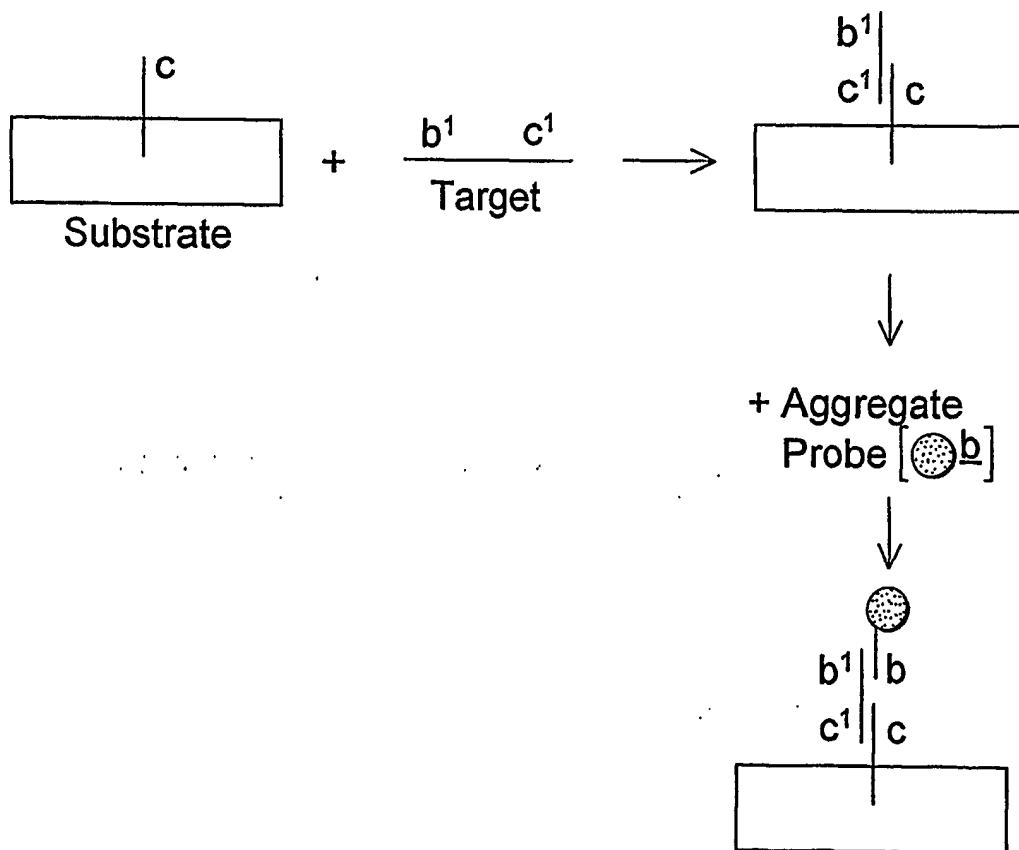 c
+
b¹ c¹
Target
Substrate
b¹
c¹ c
+ Aggregate
Probe [b]
b¹ b
c¹ c